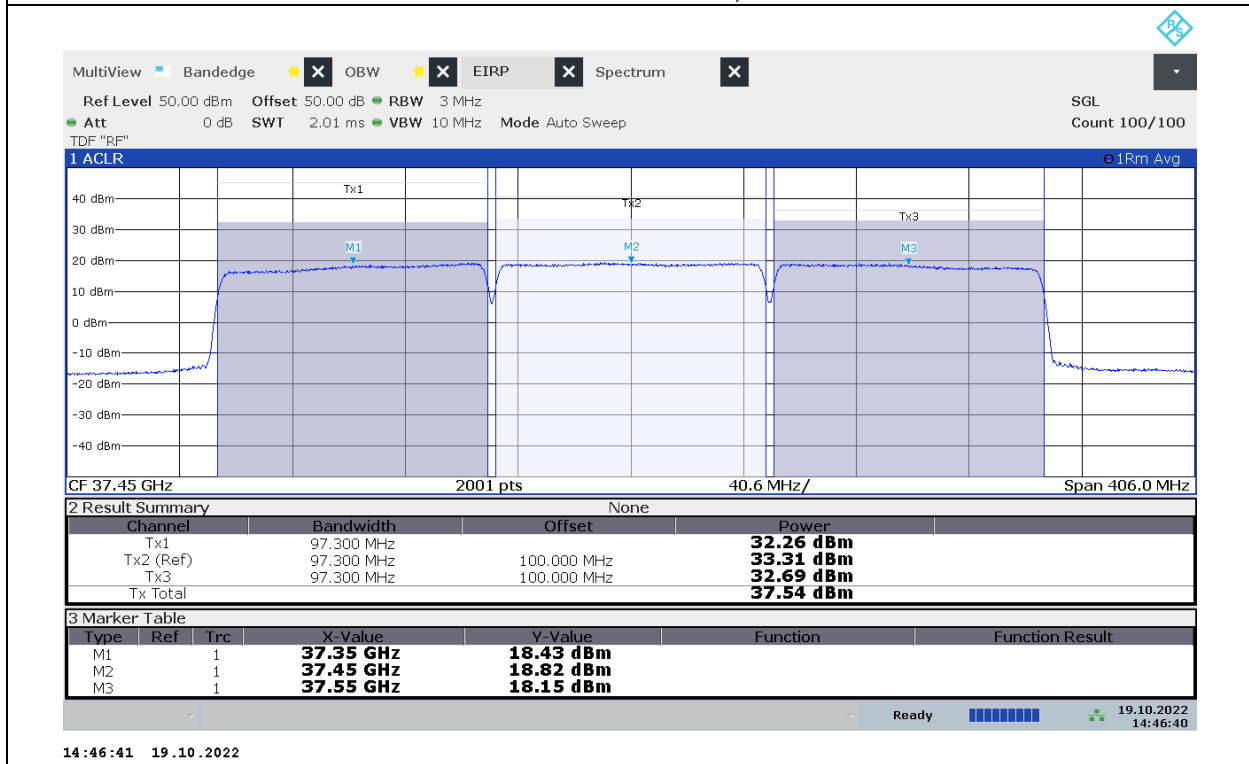 R&S
MultiView Bandedge OBW EIRP Spectrum
Ref Level 50.00 dBm Offset 50.00 dB RBW 3 MHz SGL
Att 0 dB SWT 2.01 ms VBW 10 MHz Mode Auto Sweep Count 100/100
TDF "RF"
1 ACLR 1Rm Avg
Tx1
Tx2
Tx3
M1
M2
M3
40 dBm
30 dBm
20 dBm
10 dBm
0 dBm
-10 dBm
-20 dBm
-30 dBm
-40 dBm
CF 37.45 GHz 2001 pts 40.6 MHz/ Span 406.0 MHz
2 Result Summary None
Channel Bandwidth Offset Power
Tx1 97.300 MHz 32.26 dBm
Tx2 (Ref) 97.300 MHz 100.000 MHz 33.31 dBm
Tx3 97.300 MHz 100.000 MHz 32.69 dBm
Tx Total 37.54 dBm
3 Marker Table
Type Ref Trc X-Value Y-Value Function Function Result
M1 1 37.35 GHz 18.43 dBm
M2 1 37.45 GHz 18.82 dBm
M3 1 37.55 GHz 18.15 dBm
Ready 19.10.2022
14:46:40
14:46:41 19.10.2022